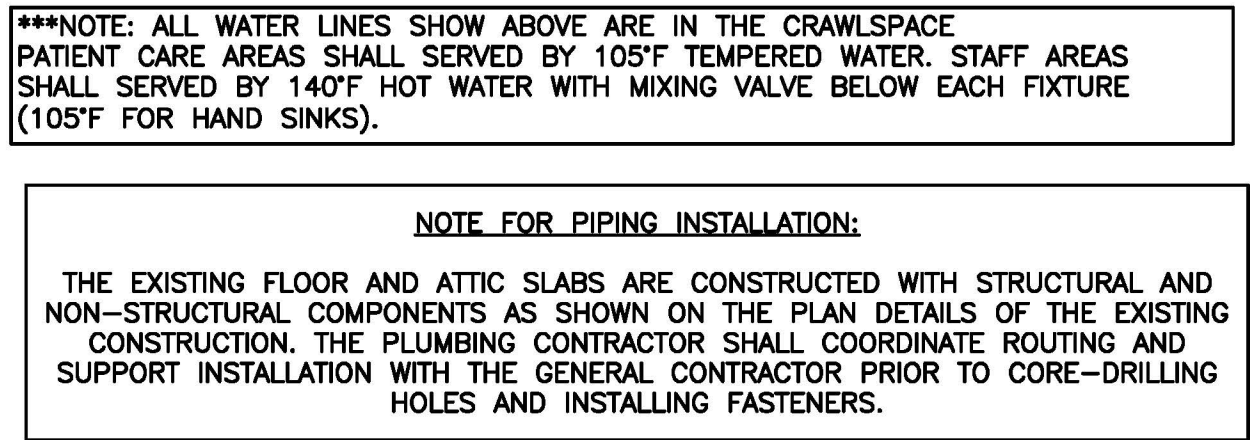 ***NOTE: ALL WATER LINES SHOW ABOVE ARE IN THE CRAWLSPACE
PATIENT CARE AREAS SHALL SERVED BY 105°F TEMPERED WATER. STAFF AREAS
SHALL SERVED BY 140°F HOT WATER WITH MIXING VALVE BELOW EACH FIXTURE
(105°F FOR HAND SINKS).
NOTE FOR PIPING INSTALLATION:
THE EXISTING FLOOR AND ATTIC SLABS ARE CONSTRUCTED WITH STRUCTURAL AND
NON-STRUCTURAL COMPONENTS AS SHOWN ON THE PLAN DETAILS OF THE EXISTING
CONSTRUCTION. THE PLUMBING CONTRACTOR SHALL COORDINATE ROUTING AND
SUPPORT INSTALLATION WITH THE GENERAL CONTRACTOR PRIOR TO CORE-DRILLING
HOLES AND INSTALLING FASTENERS.